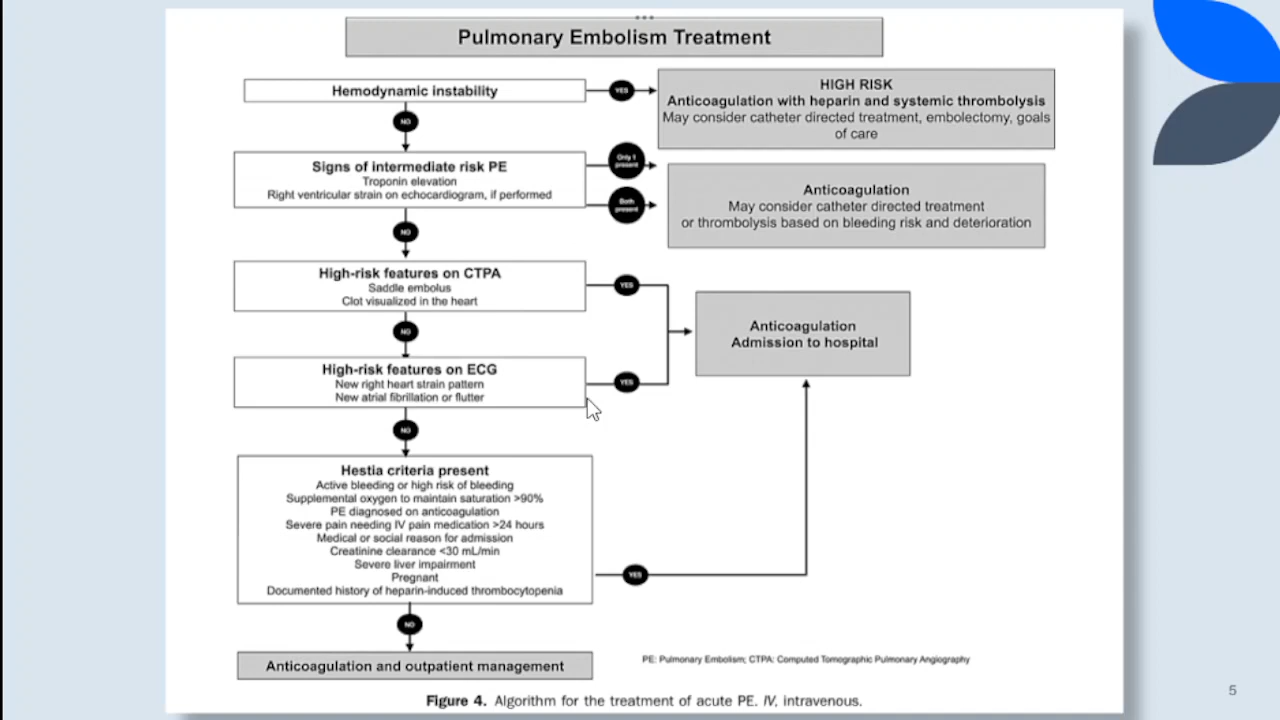 Pulmonary Embolism Treatment
Hemodynamic instability
YES
HIGH RISK
Anticoagulation with heparin and systemic thrombolysis
May consider catheter directed treatment, embolectomy, goals
of care
NO
Signs of intermediate risk PE
Troponin elevation
Right ventricular strain on echocardiogram, if performed
Only 1
present
Both
present
Anticoagulation
May consider catheter directed treatment
or thrombolysis based on bleeding risk and deterioration
NO
High-risk features on CTPA
Saddle embolus
Clot visualized in the heart
YES
NO
High-risk features on ECG
New right heart strain pattern
New atrial fibrillation or flutter
YES
Anticoagulation
Admission to hospital
NO
Hestia criteria present
Active bleeding or high risk of bleeding
Supplemental oxygen to maintain saturation >90%
PE diagnosed on anticoagulation
Severe pain needing IV pain medication >24 hours
Medical or social reason for admission
Creatinine clearance <30 mL/min
Severe liver impairment
Pregnant
Documented history of heparin-induced thrombocytopenia
YES
NO
Anticoagulation and outpatient management
PE: Pulmonary Embolism; CTPA: Computed Tomographic Pulmonary Angiography
Figure 4. Algorithm for the treatment of acute PE. IV, intravenous.
5